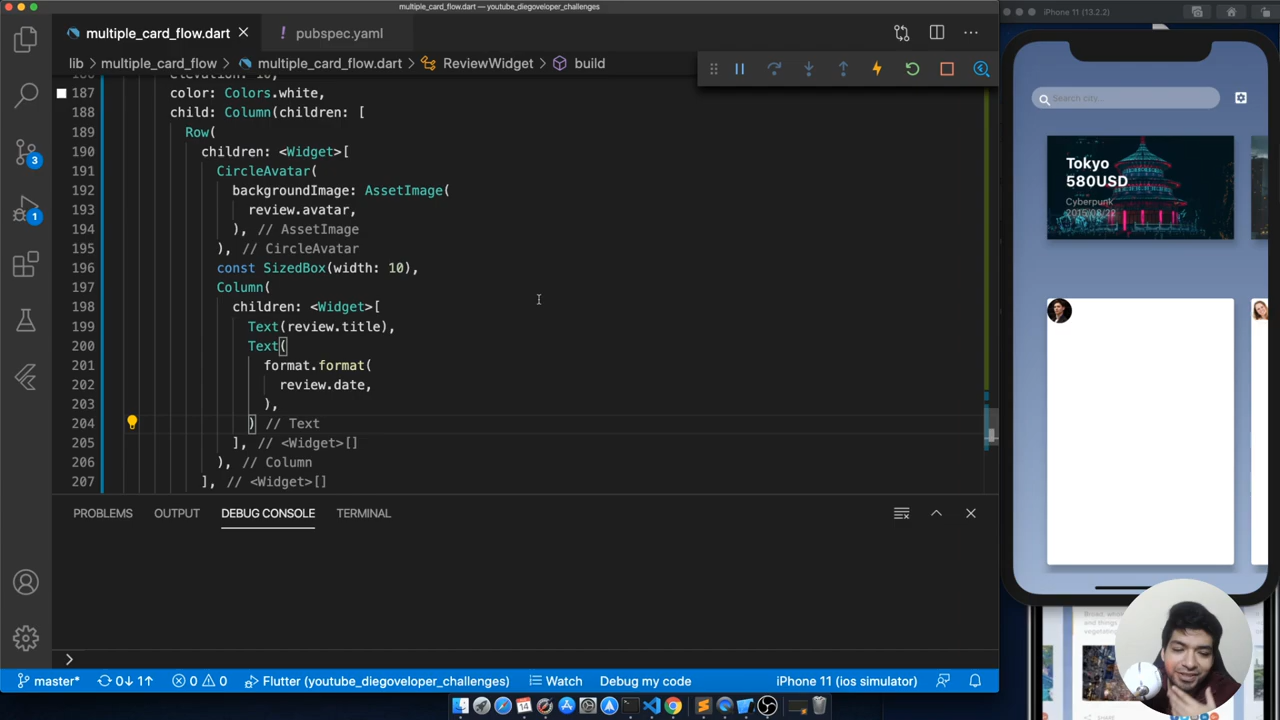 multiple_card_flow.dart — youtube_diegoveloper_challenges
iPhone 11 (13.2.2)
multiple_card_flow.dart
pubspec.yaml
lib > multiple_card_flow > multiple_card_flow.dart > ReviewWidget > build
187 color: Colors.white,
188 child: Column(children: [
189 Row(
190 children: <Widget>[
191 CircleAvatar(
192 backgroundImage: AssetImage(
193 review.avatar,
194 ), // AssetImage
195 ), // CircleAvatar
196 const SizedBox(width: 10),
197 Column(
198 children: <Widget>[
199 Text(review.title),
200 Text(
201 format.format(
202 review.date,
203 ),
204 ) // Text
205 ], // <Widget>[]
206 ), // Column
207 ], // <Widget>[]
3
1
PROBLEMS OUTPUT DEBUG CONSOLE TERMINAL
>
master* 0↓ 1↑ 0 0 Flutter (youtube_diegoveloper_challenges) Watch Debug my code iPhone 11 (ios simulator)
Search city...
Tokyo
580USD
Cyberpunk
2015/08/22
14